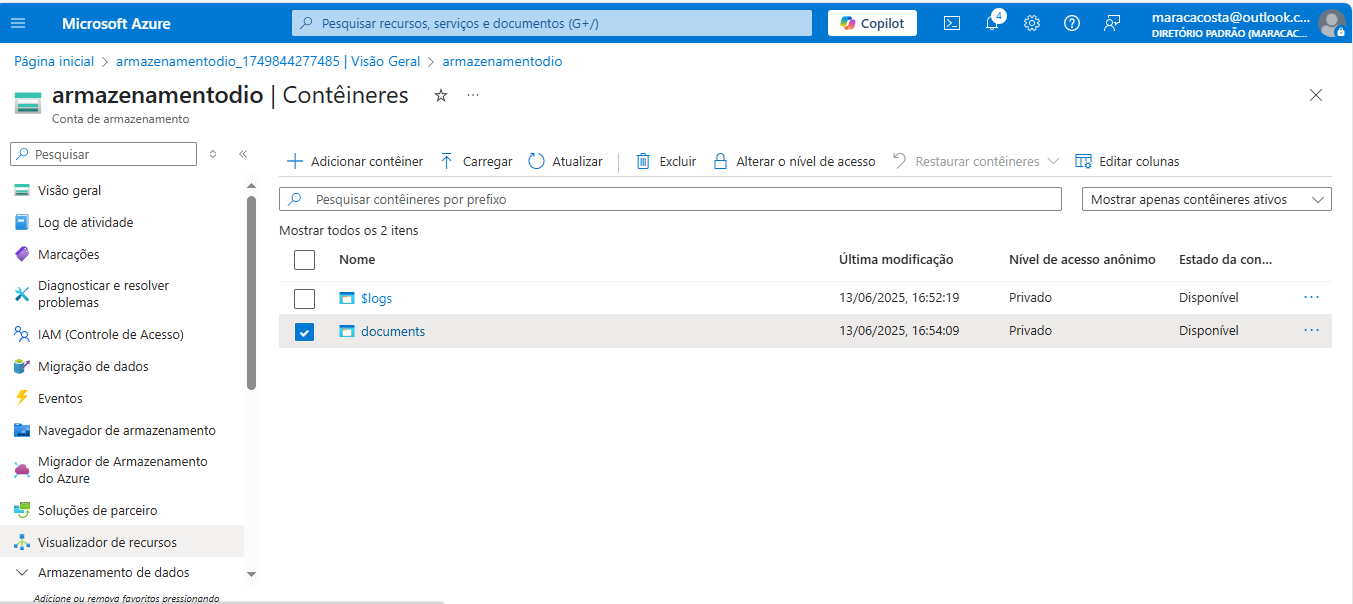 Microsoft Azure
Pesquisar recursos, serviços e documentos (G+/)
Copilot
4
maracacosta@outlook.c...
DIRETÓRIO PADRÃO (MARACAC...
Página inicial > armazenamentodio_1749844277485 | Visão Geral > armazenamentodio
armazenamentodio | Contêineres
Conta de armazenamento
Pesquisar
Adicionar contêiner Carregar Atualizar Excluir Alterar o nível de acesso Restaurar contêineres Editar colunas
Pesquisar contêineres por prefixo
Mostrar apenas contêineres ativos
Mostrar todos os 2 itens
Nome Última modificação Nível de acesso anônimo Estado da con...
$logs 13/06/2025, 16:52:19 Privado Disponível
documents 13/06/2025, 16:54:09 Privado Disponível
Visão geral
Log de atividade
Marcações
Diagnosticar e resolver
problemas
IAM (Controle de Acesso)
Migração de dados
Eventos
Navegador de armazenamento
Migrador de Armazenamento
do Azure
Soluções de parceiro
Visualizador de recursos
Armazenamento de dados
Adicione ou remova favoritos pressionando